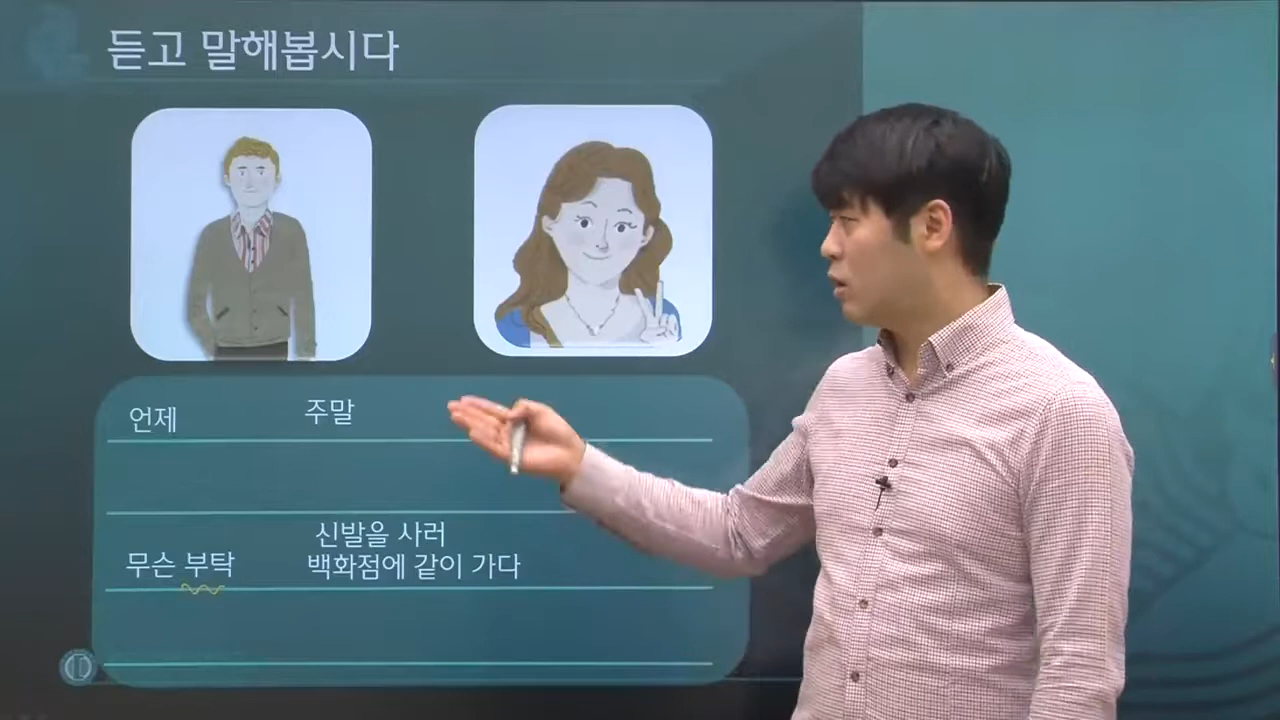 듣고 말해봅시다
언제 주말
신발을 사러
무슨 부탁 백화점에 같이 가다